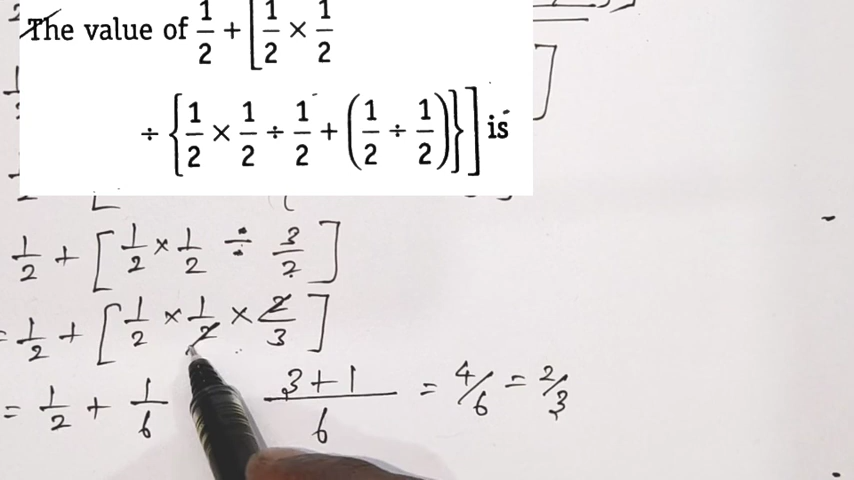 The value of 1/2 + [1/2 × 1/2
÷ {1/2 × 1/2 ÷ 1/2 + (1/2 ÷ 1/2)}] is
1/2 + [1/2 × 1/2 ÷ 3/2]
= 1/2 + [1/2 × 1/2 × 2/3]
= 1/2 + 1/6 3+1/6 = 4/6 = 2/3